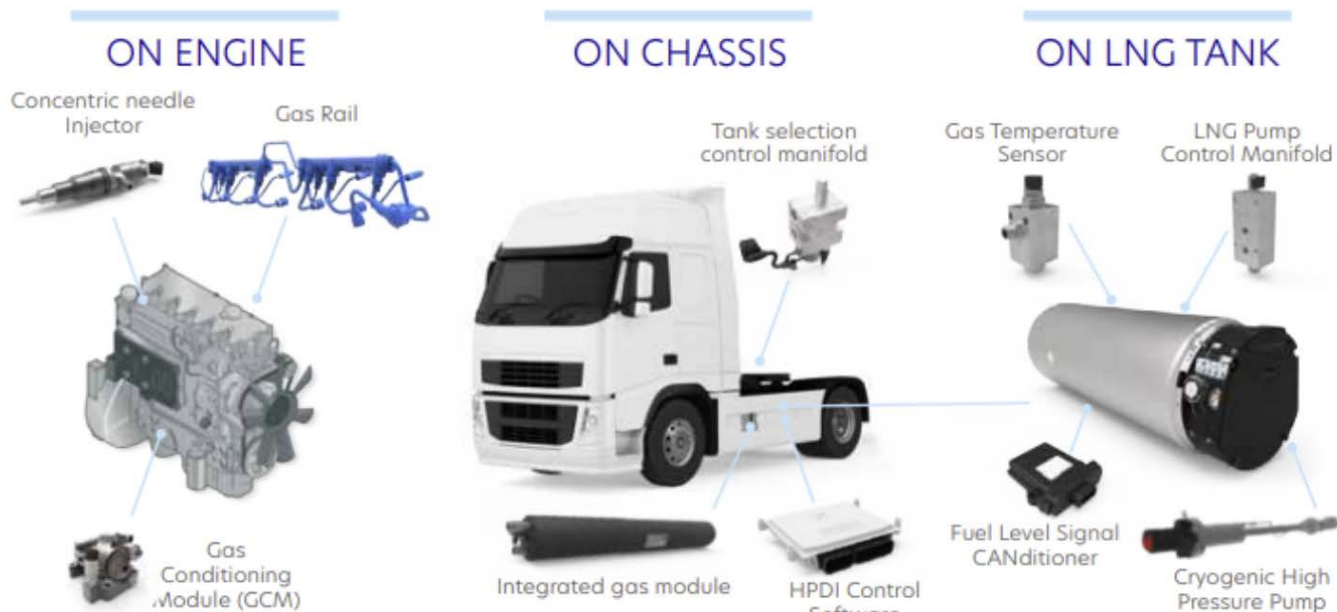 ON ENGINE
Concentric needle
Injector
Gas Rail
Gas
Conditioning
Module (GCM)
ON CHASSIS
Tank selection
control manifold
Integrated gas module
HPDI Control
Software
ON LNG TANK
Gas Temperature
Sensor
LNG Pump
Control Manifold
Fuel Level Signal
CANditioner
Cryogenic High
Pressure Pump